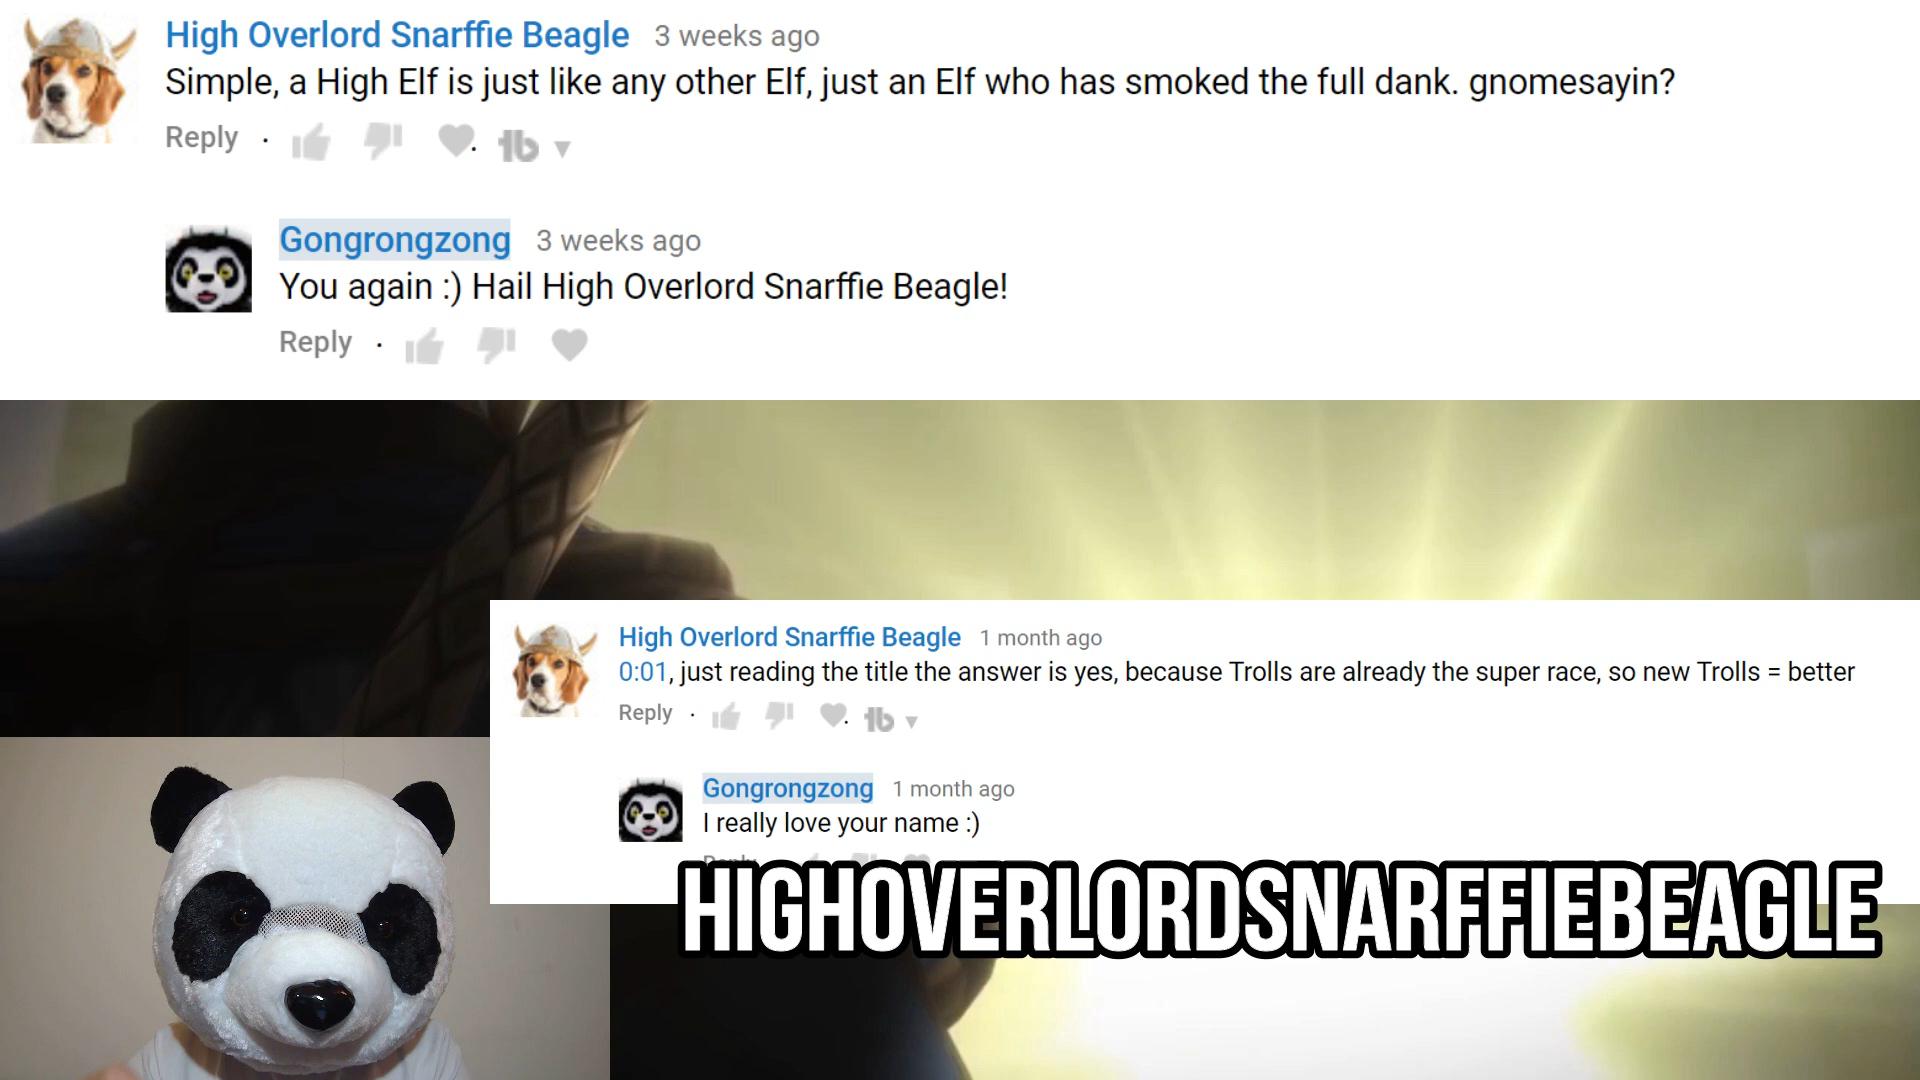 High Overlord Snarffie Beagle 3 weeks ago
Simple, a High Elf is just like any other Elf, just an Elf who has smoked the full dank. gnomesayin?
Reply
Gongrongzong 3 weeks ago
You again :) Hail High Overlord Snarffie Beagle!
Reply
High Overlord Snarffie Beagle 1 month ago
0:01, just reading the title the answer is yes, because Trolls are already the super race, so new Trolls = better
Reply
Gongrongzong 1 month ago
I really love your name :)
Reply
HIGHOVERLORDSNARFFIEBEAGLE